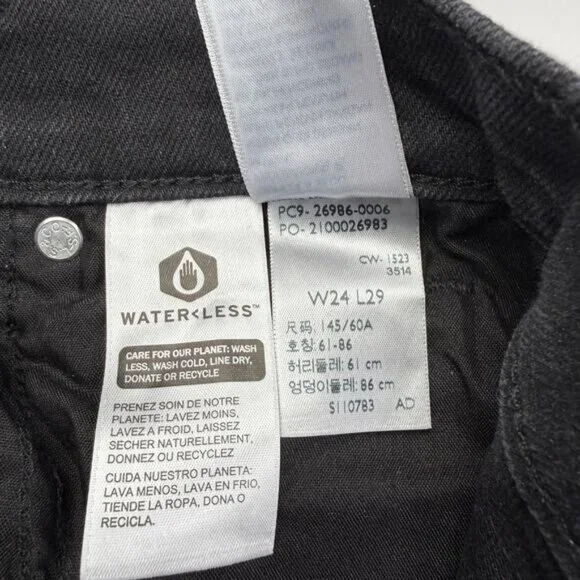 PC9- 26986-0006
PO- 2100026983
CW- 1523
3514
W24 L29
尺码: 145/60A
호칭: 61-86
허리둘레: 61 cm
엉덩이둘레: 86 cm
S110783 AD
WATER<LESS™
CARE FOR OUR PLANET: WASH
LESS, WASH COLD, LINE DRY,
DONATE OR RECYCLE
PRENEZ SOIN DE NOTRE
PLANETE: LAVEZ MOINS,
LAVEZ A FROID, LAISSEZ
SECHER NATURELLEMENT,
DONNEZ OU RECYCLEZ
CUIDA NUESTRO PLANETA:
LAVA MENOS, LAVA EN FRIO,
TIENDE LA ROPA, DONA O
RECICLA.